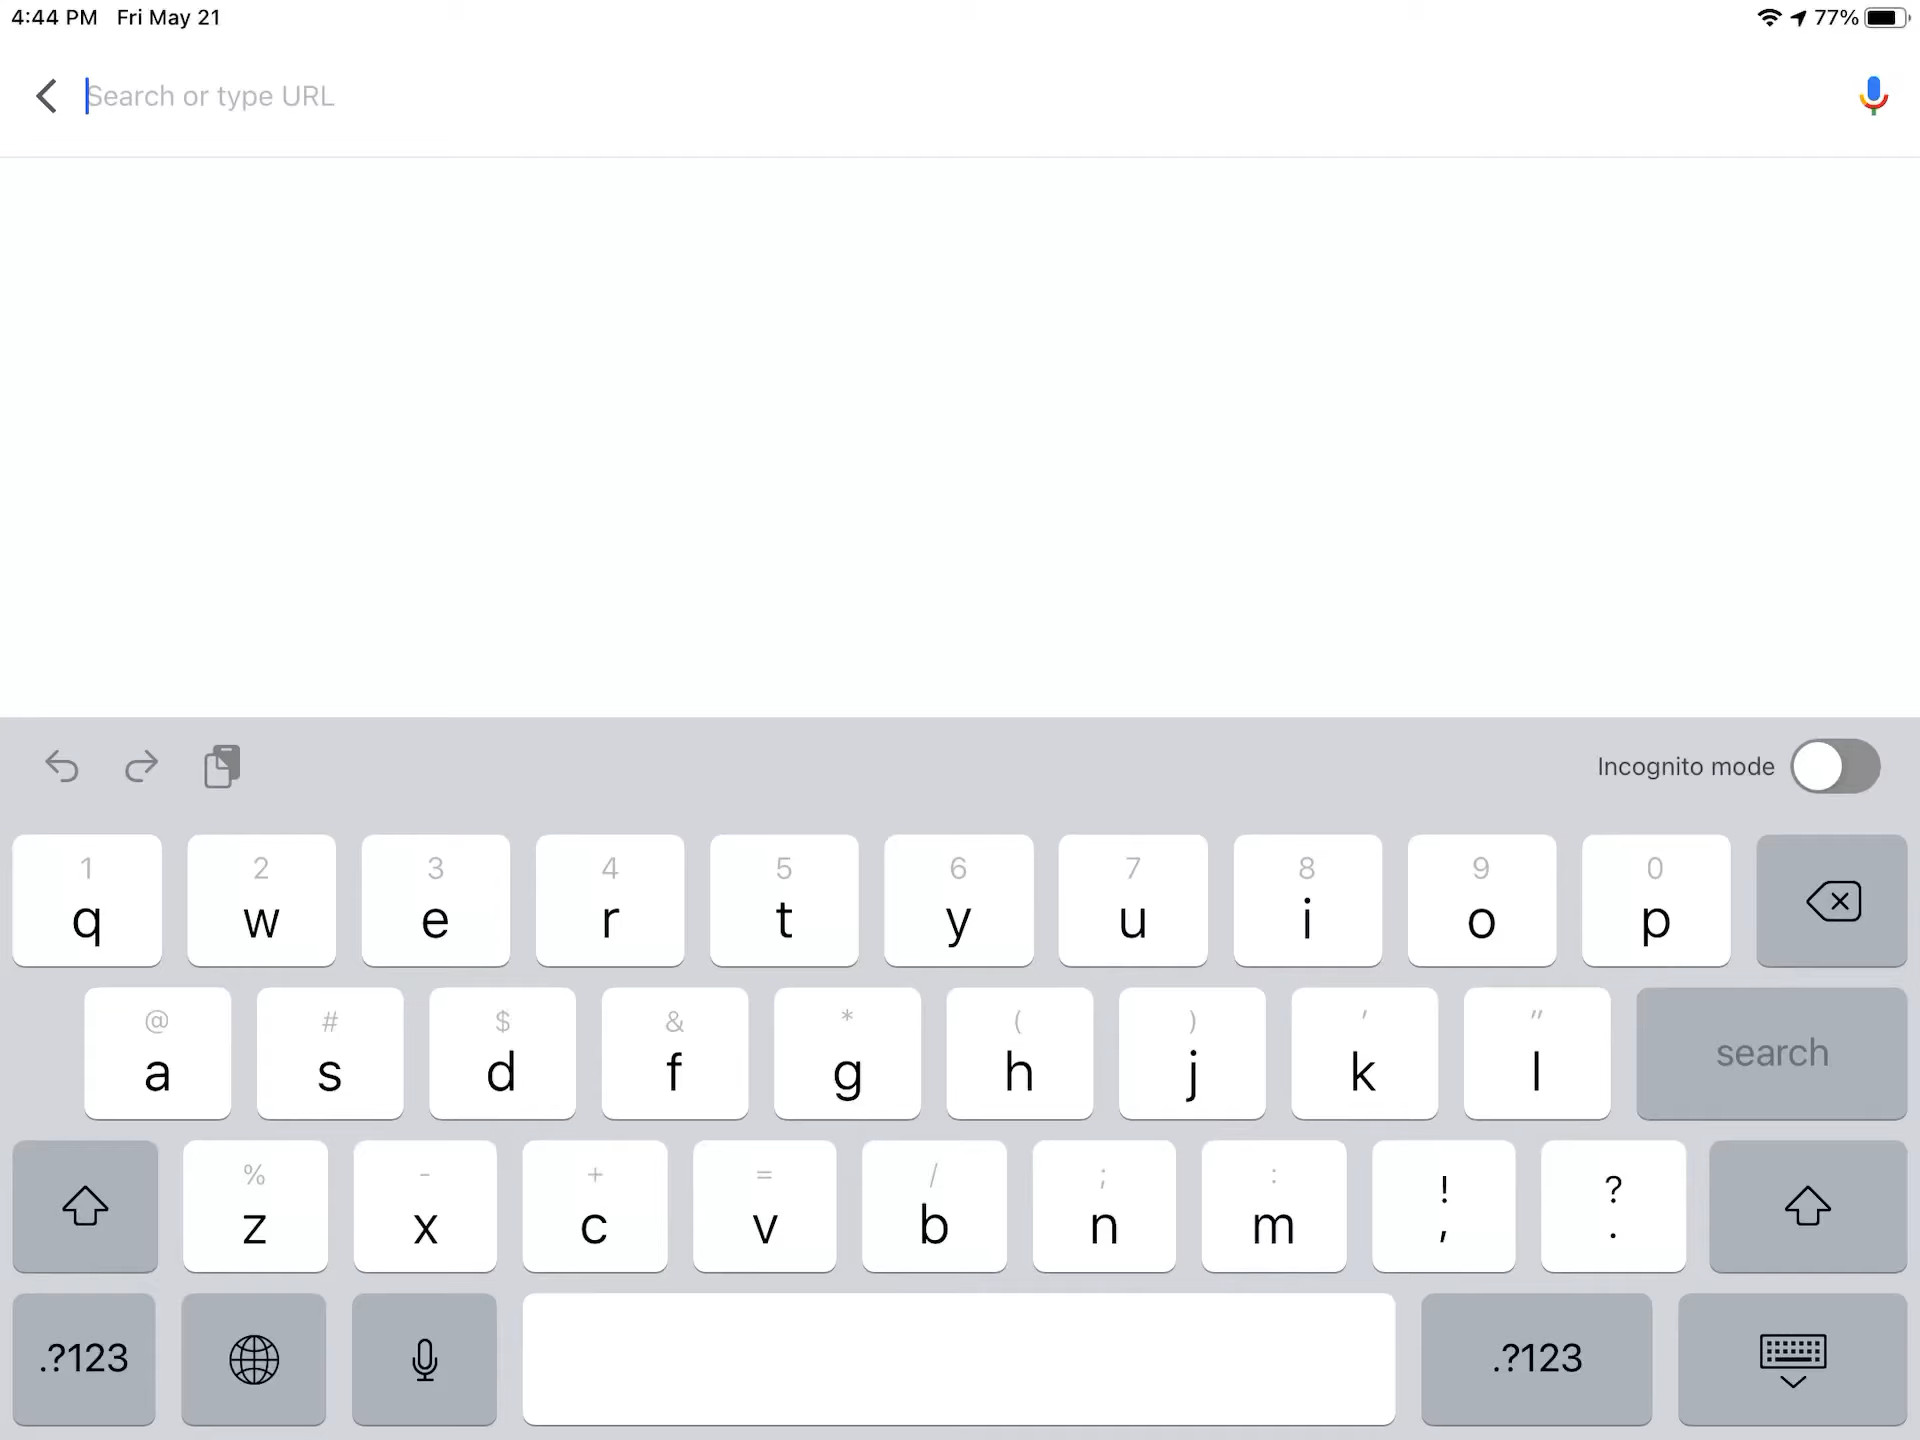 4:44 PM Fri May 21 77%
Search or type URL
Incognito mode
1 2 3 4 5 6 7 8 9 0
q w e r t y u i o p
@ # $ & * ( ) ' "
a s d f g h j k l search
% - + = / ; : ! ?
z x c v b n m , .
.?123 .?123